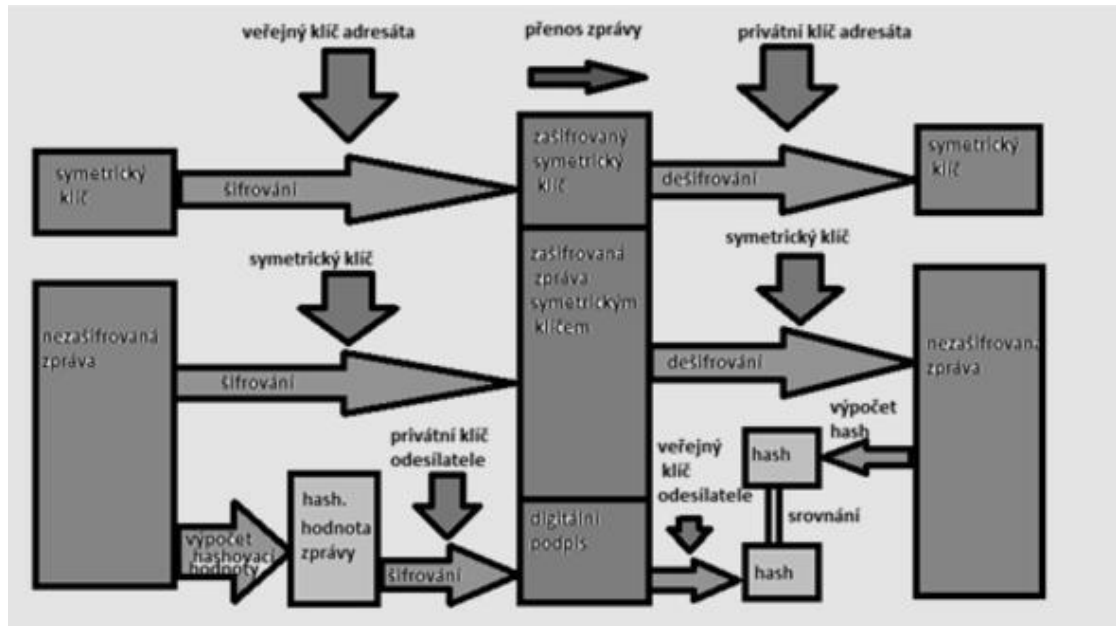 veřejný klíč adresáta
přenos zprávy
privátní klíč adresáta
symetrický
klíč
šifrování
zašifrovaný
symetrický
klíč
dešifrování
symetrický
klíč
symetrický klíč
symetrický klíč
nezašifrovaná
zpráva
šifrování
zašifrovaná
zpráva
symetrickým
klíčem
dešifrování
nezašifrovaná
zpráva
výpočet
hash
privátní klíč
odesílatele
veřejný
klíč
odesílatele
hash
srovnání
výpočet
hashovací
hodnoty
hash.
hodnota
zprávy
šifrování
digitální
podpis
hash